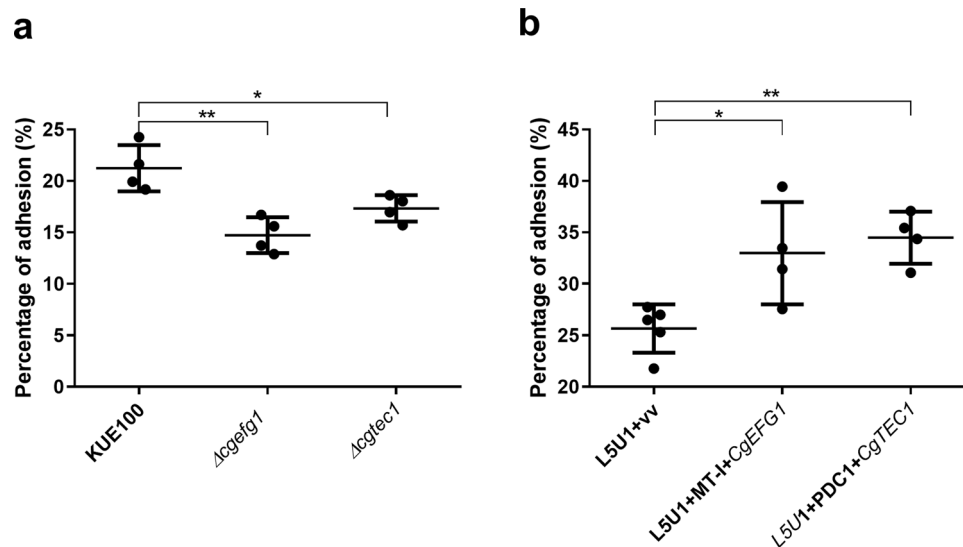 a
b
*
**
**
*
Percentage of adhesion (%)
25
20
15
10
5
0
KUE100
Δcgefg1
Δcgtec1
Percentage of adhesion (%)
45
40
35
30
25
20
L5U1+vv
L5U1+MT-I+CgEFG1
L5U1+PDC1+CgTEC1